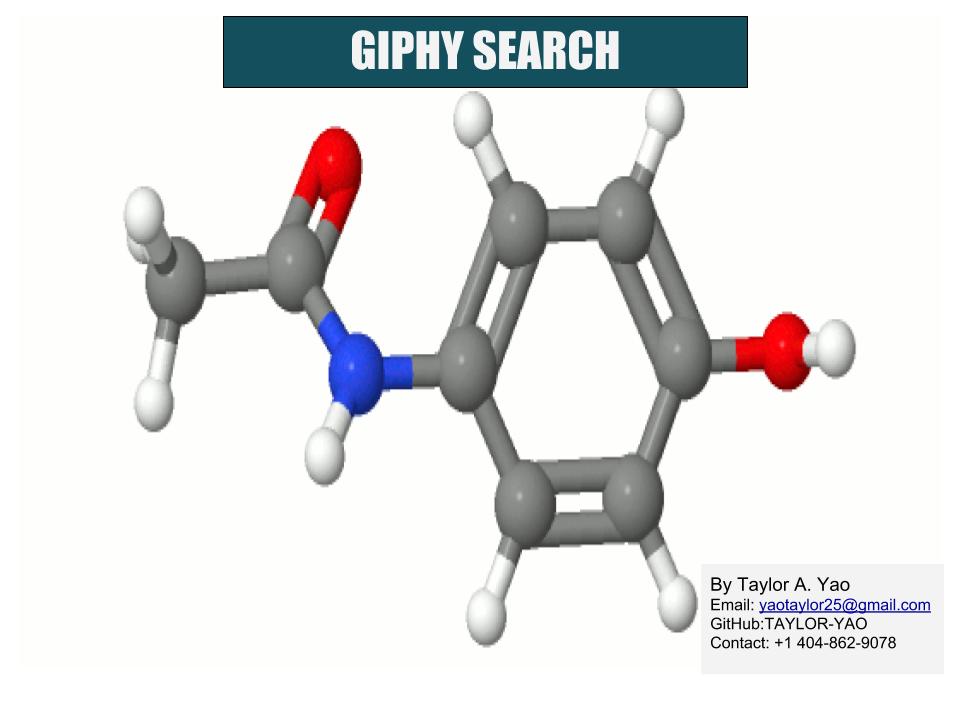 GIPHY SEARCH
By Taylor A. Yao
Email: yaotaylor25@gmail.com
GitHub:TAYLOR-YAO
Contact: +1 404-862-9078